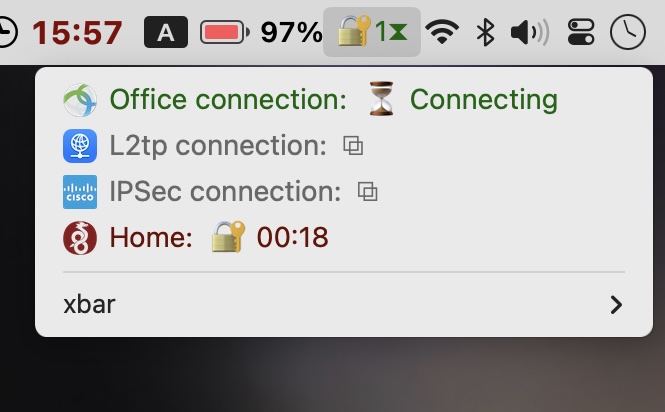 15:57 A 97% 1
Office connection: Connecting
L2tp connection:
CISCO IPSec connection:
Home: 00:18
xbar